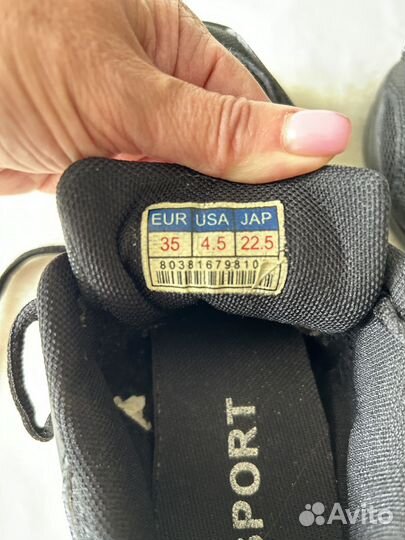 EUR USA JAP
35 4.5 22.5
80381679810
SPORT
Avito